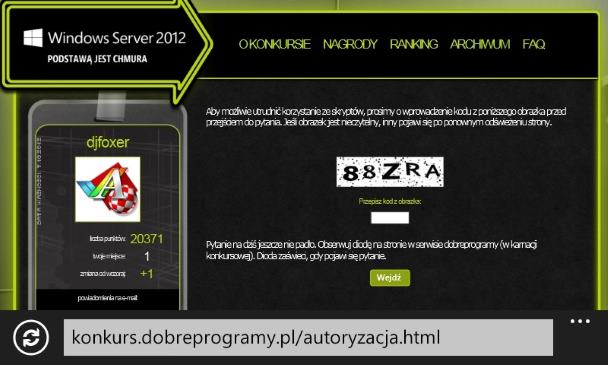 Windows Server 2012
PODSTAWĄ JEST CHMURA
O KONKURSIE NAGRODY RANKING ARCHIWUM FAQ
djfoxer
liczba punktów: 20371
twoje miejsce: 1
zmiana od wczoraj: +1
powiadomienia na e-mail:
Aby możliwie utrudnić korzystanie ze skryptów, prosimy o wprowadzenie kodu z poniższego obrazka przed
przejściem do pytania. Jeśli obrazek jest nieczytelny, inny pojawi się po ponownym odświeżeniu strony.
88ZRA
Przepisz kod z obrazka:
Pytanie na dziś jeszcze nie padło. Obserwuj diodę na stronie w serwisie dobreprogramy (w kamacji
konkursowej). Dioda zaświeci, gdy pojawi się pytanie.
Wejdź
konkurs.dobreprogramy.pl/autoryzacja.html